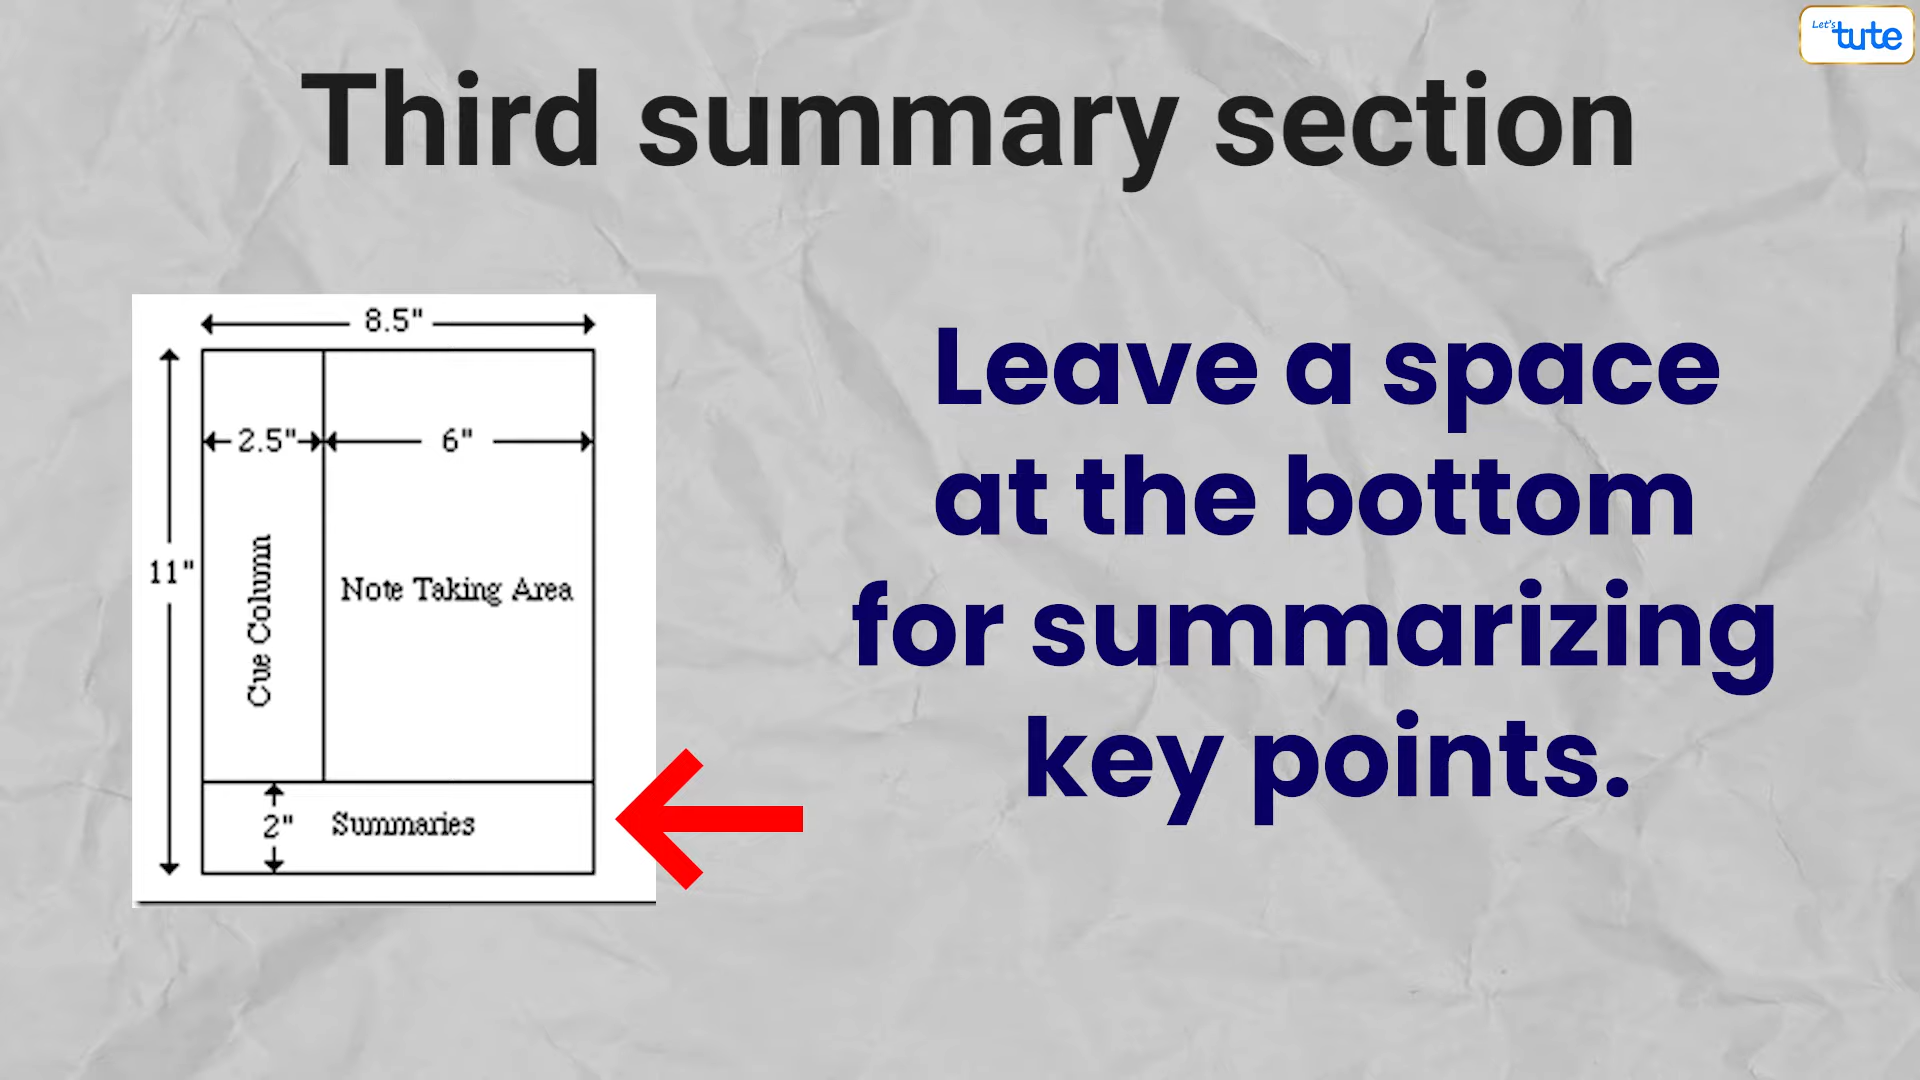 Let's
tute
Third summary section
8.5"
2.5"
6"
11"
Cue Column
Note Taking Area
2"
Summaries
Leave a space
at the bottom
for summarizing
key points.